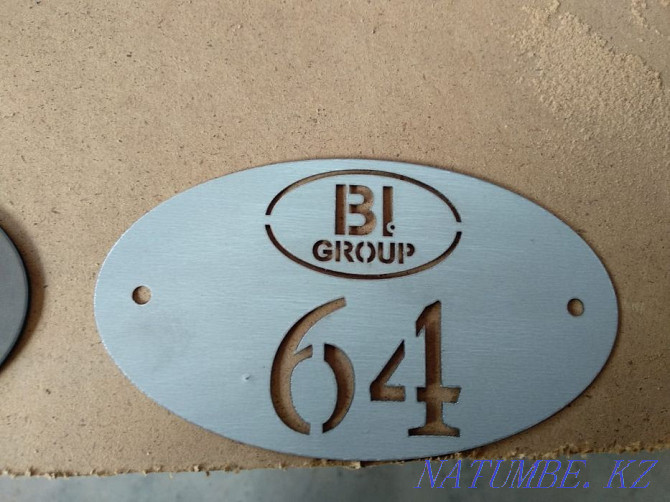 BI
GROUP
64
NATUMBE. KZ